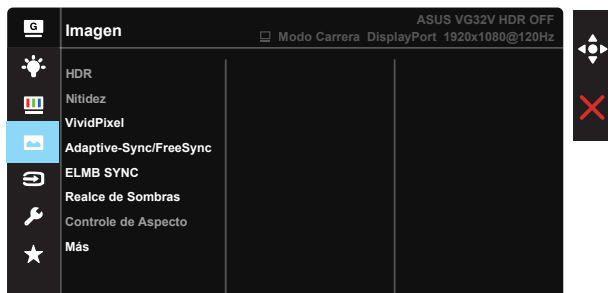 G
Imagen
ASUS VG32V HDR OFF
Modo Carrera DisplayPort 1920x1080@120Hz
HDR
Nitidez
VividPixel
Adaptive-Sync/FreeSync
ELMB SYNC
Realce de Sombras
Controle de Aspecto
Más